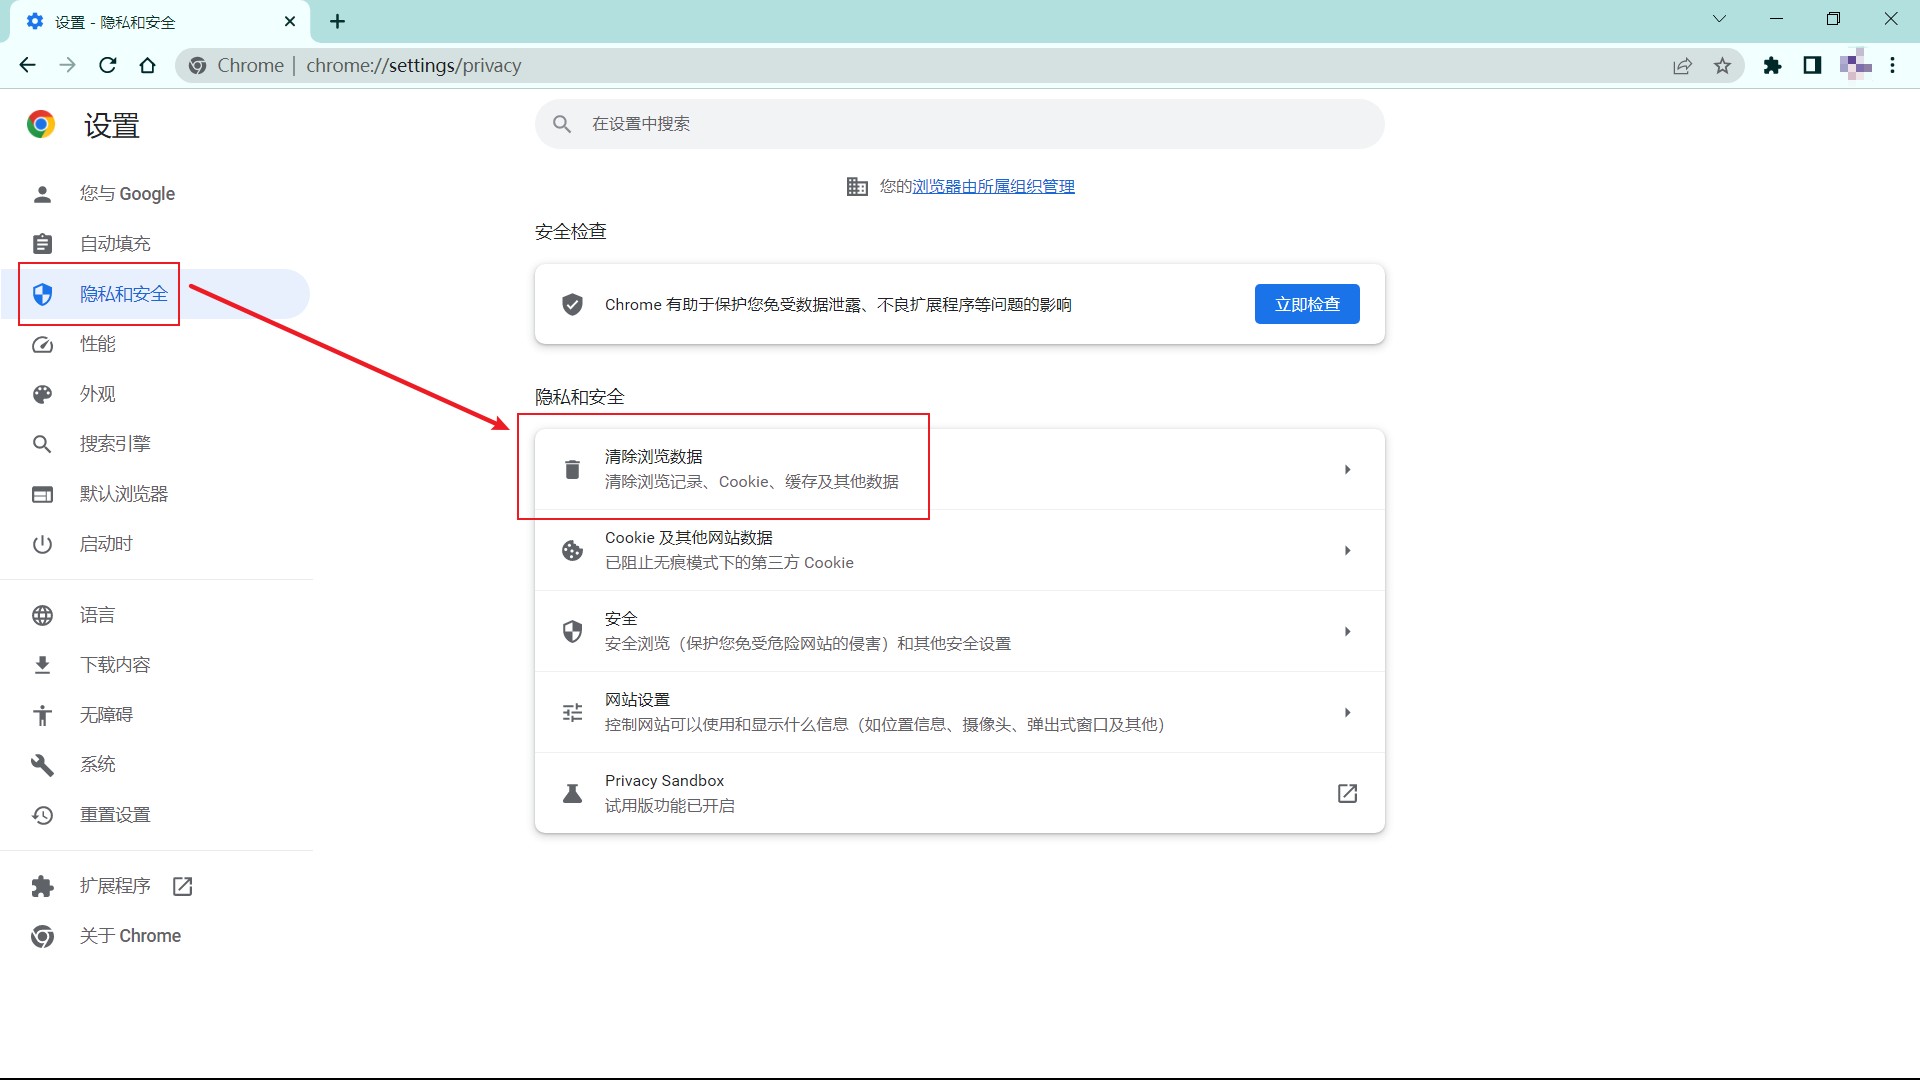 设置 - 隐私和安全
Chrome | chrome://settings/privacy
设置
在设置中搜索
您与 Google
自动填充
隐私和安全
性能
外观
搜索引擎
默认浏览器
启动时
语言
下载内容
无障碍
系统
重置设置
扩展程序
关于 Chrome
您的浏览器由所属组织管理
安全检查
Chrome 有助于保护您免受数据泄露、不良扩展程序等问题的影响
立即检查
隐私和安全
清除浏览数据
清除浏览记录、Cookie、缓存及其他数据
Cookie 及其他网站数据
已阻止无痕模式下的第三方 Cookie
安全
安全浏览（保护您免受危险网站的侵害）和其他安全设置
网站设置
控制网站可以使用和显示什么信息（如位置信息、摄像头、弹出式窗口及其他）
Privacy Sandbox
试用版功能已开启